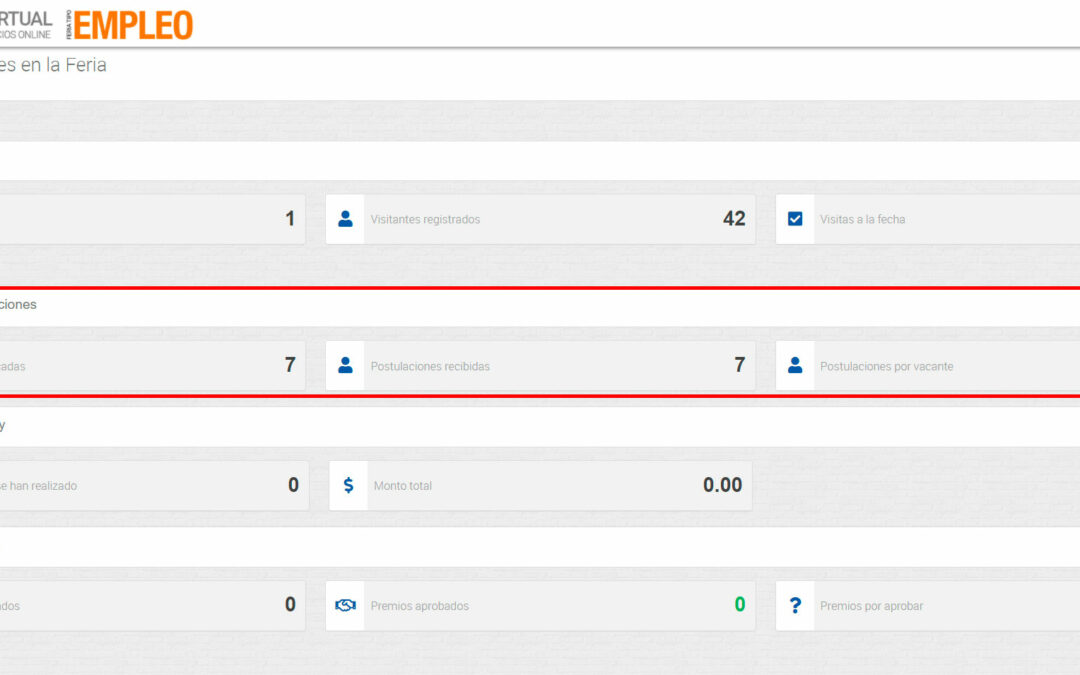 RTUAL
CIOS ONLINE
FERIA TIPO
EMPLEO
es en la Feria
1
Visitantes registrados 42
Visitas a la fecha
ciones
adas 7
Postulaciones recibidas 7
Postulaciones por vacante
y
se han realizado 0
$ Monto total 0.00
dos 0
Premios aprobados 0
? Premios por aprobar